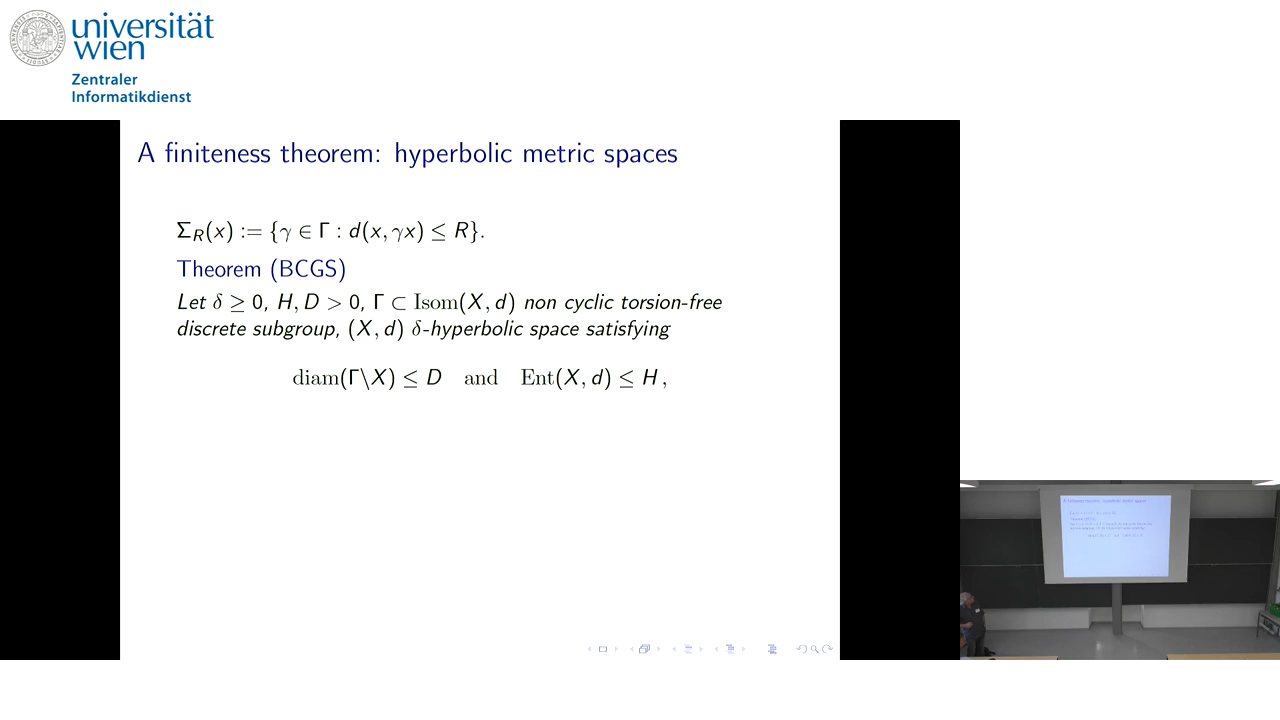 universität
wien
Zentraler
Informatikdienst
A finiteness theorem: hyperbolic metric spaces
Σ_R(x) := {γ ∈ Γ : d(x, γx) ≤ R}.
Theorem (BCGS)
Let δ ≥ 0, H, D > 0, Γ ⊂ Isom(X, d) non cyclic torsion-free
discrete subgroup, (X, d) δ-hyperbolic space satisfying
diam(Γ\X) ≤ D and Ent(X, d) ≤ H ,